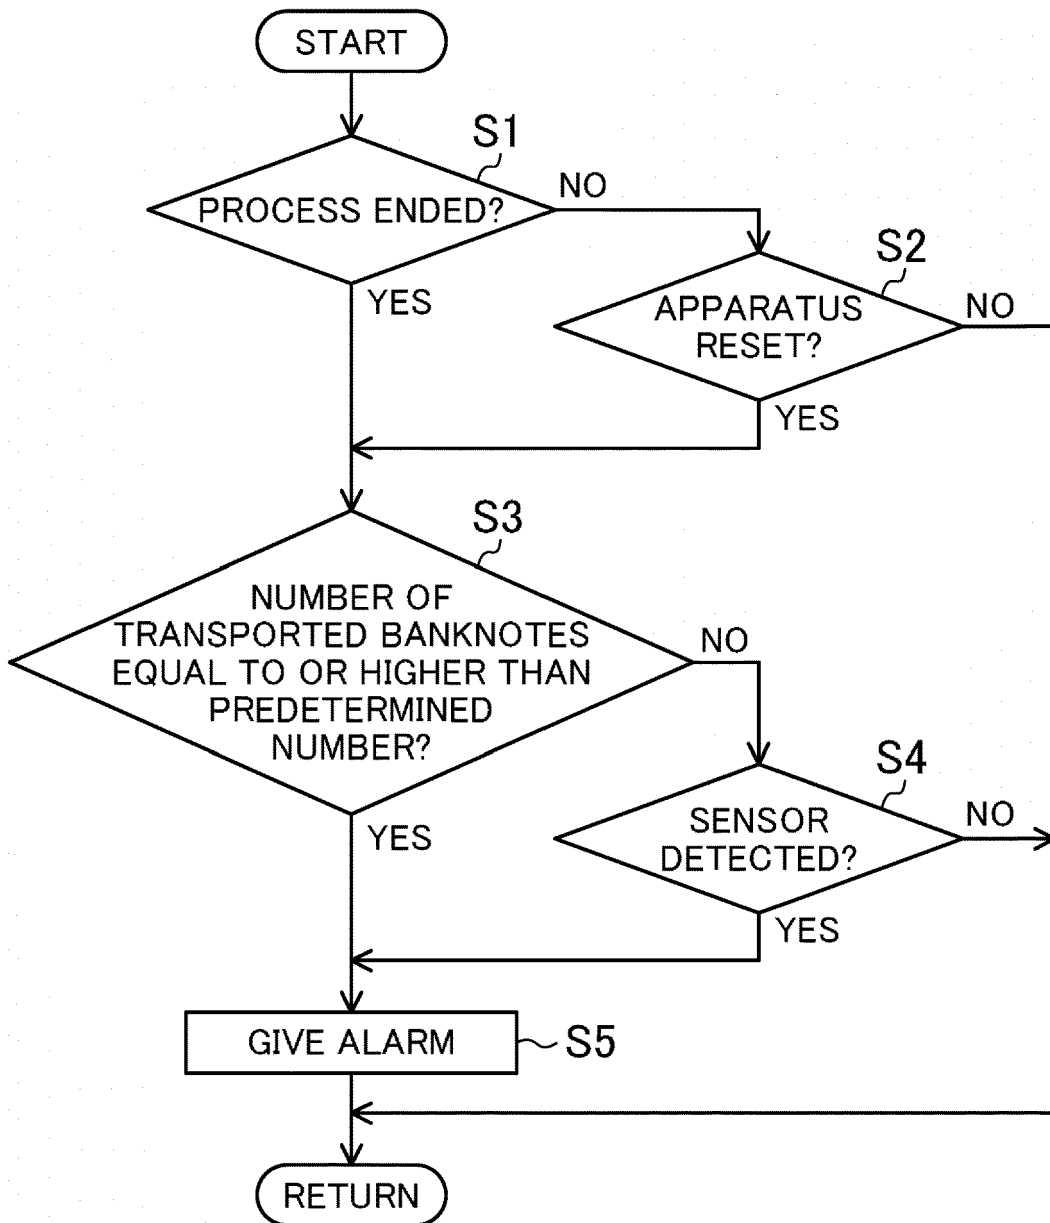 START
S1
PROCESS ENDED?
NO
YES
S2
APPARATUS
RESET?
NO
YES
S3
NUMBER OF
TRANSPORTED BANKNOTES
EQUAL TO OR HIGHER THAN
PREDETERMINED
NUMBER?
NO
YES
S4
SENSOR
DETECTED?
NO
YES
GIVE ALARM
S5
RETURN